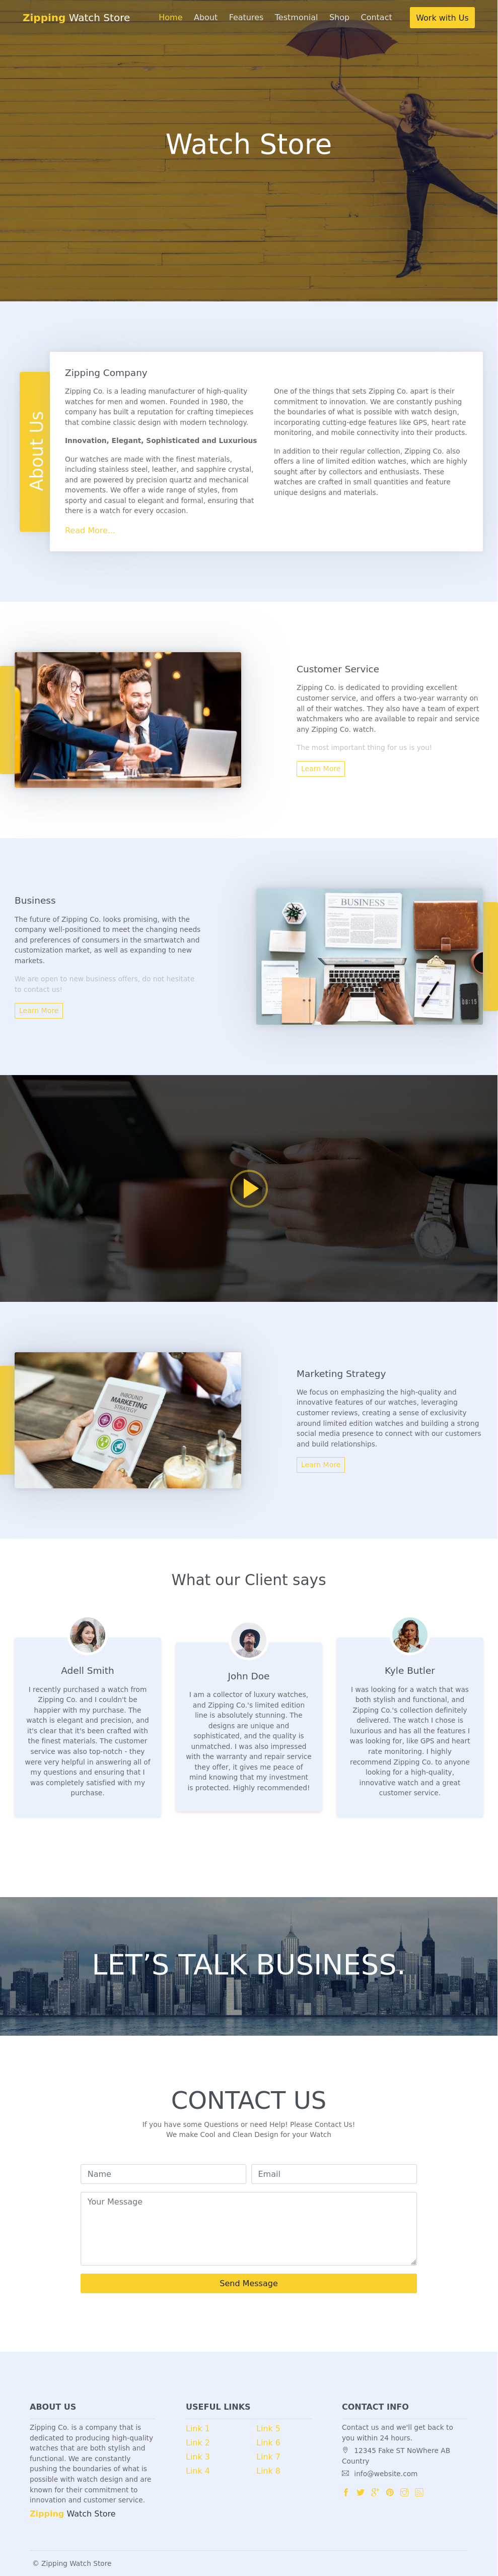 Zipping Watch Store
Home About Features Testmonial Shop Contact Work with Us
Watch Store
About Us
Zipping Company
Zipping Co. is a leading manufacturer of high-quality
watches for men and women. Founded in 1980, the
company has built a reputation for crafting timepieces
that combine classic design with modern technology.
Innovation, Elegant, Sophisticated and Luxurious
Our watches are made with the finest materials,
including stainless steel, leather, and sapphire crystal,
and are powered by precision quartz and mechanical
movements. We offer a wide range of styles, from
sporty and casual to elegant and formal, ensuring that
there is a watch for every occasion.
Read More...
One of the things that sets Zipping Co. apart is their
commitment to innovation. We are constantly pushing
the boundaries of what is possible with watch design,
incorporating cutting-edge features like GPS, heart rate
monitoring, and mobile connectivity into their products.
In addition to their regular collection, Zipping Co. also
offers a line of limited edition watches, which are highly
sought after by collectors and enthusiasts. These
watches are crafted in small quantities and feature
unique designs and materials.
Customer Service
Zipping Co. is dedicated to providing excellent
customer service, and offers a two-year warranty on
all of their watches. They also have a team of expert
watchmakers who are available to repair and service
any Zipping Co. watch.
The most important thing for us is you!
Learn More
Business
The future of Zipping Co. looks promising, with the
company well-positioned to meet the changing needs
and preferences of consumers in the smartwatch and
customization market, as well as expanding to new
markets.
We are open to new business offers, do not hesitate
to contact us!
Learn More
BUSINESS
08:15
INBOUND
MARKETING
STRATEGY
Marketing Strategy
We focus on emphasizing the high-quality and
innovative features of our watches, leveraging
customer reviews, creating a sense of exclusivity
around limited edition watches and building a strong
social media presence to connect with our customers
and build relationships.
Learn More
What our Client says
Adell Smith
I recently purchased a watch from
Zipping Co. and I couldn't be
happier with my purchase. The
watch is elegant and precision, and
it's clear that it's been crafted with
the finest materials. The customer
service was also top-notch - they
were very helpful in answering all of
my questions and ensuring that I
was completely satisfied with my
purchase.
John Doe
I am a collector of luxury watches,
and Zipping Co.'s limited edition
line is absolutely stunning. The
designs are unique and
sophisticated, and the quality is
unmatched. I was also impressed
with the warranty and repair service
they offer, it gives me peace of
mind knowing that my investment
is protected. Highly recommended!
Kyle Butler
I was looking for a watch that was
both stylish and functional, and
Zipping Co.'s collection definitely
delivered. The watch I chose is
luxurious and has all the features I
was looking for, like GPS and heart
rate monitoring. I highly
recommend Zipping Co. to anyone
looking for a high-quality,
innovative watch and a great
customer service.
LET'S TALK BUSINESS.
CONTACT US
If you have some Questions or need Help! Please Contact Us!
We make Cool and Clean Design for your Watch
Name
Email
Your Message
Send Message
ABOUT US
Zipping Co. is a company that is
dedicated to producing high-quality
watches that are both stylish and
functional. We are constantly
pushing the boundaries of what is
possible with watch design and are
known for their commitment to
innovation and customer service.
Zipping Watch Store
USEFUL LINKS
Link 1
Link 2
Link 3
Link 4
Link 5
Link 6
Link 7
Link 8
CONTACT INFO
Contact us and we'll get back to
you within 24 hours.
12345 Fake ST NoWhere AB
Country
info@website.com
© Zipping Watch Store